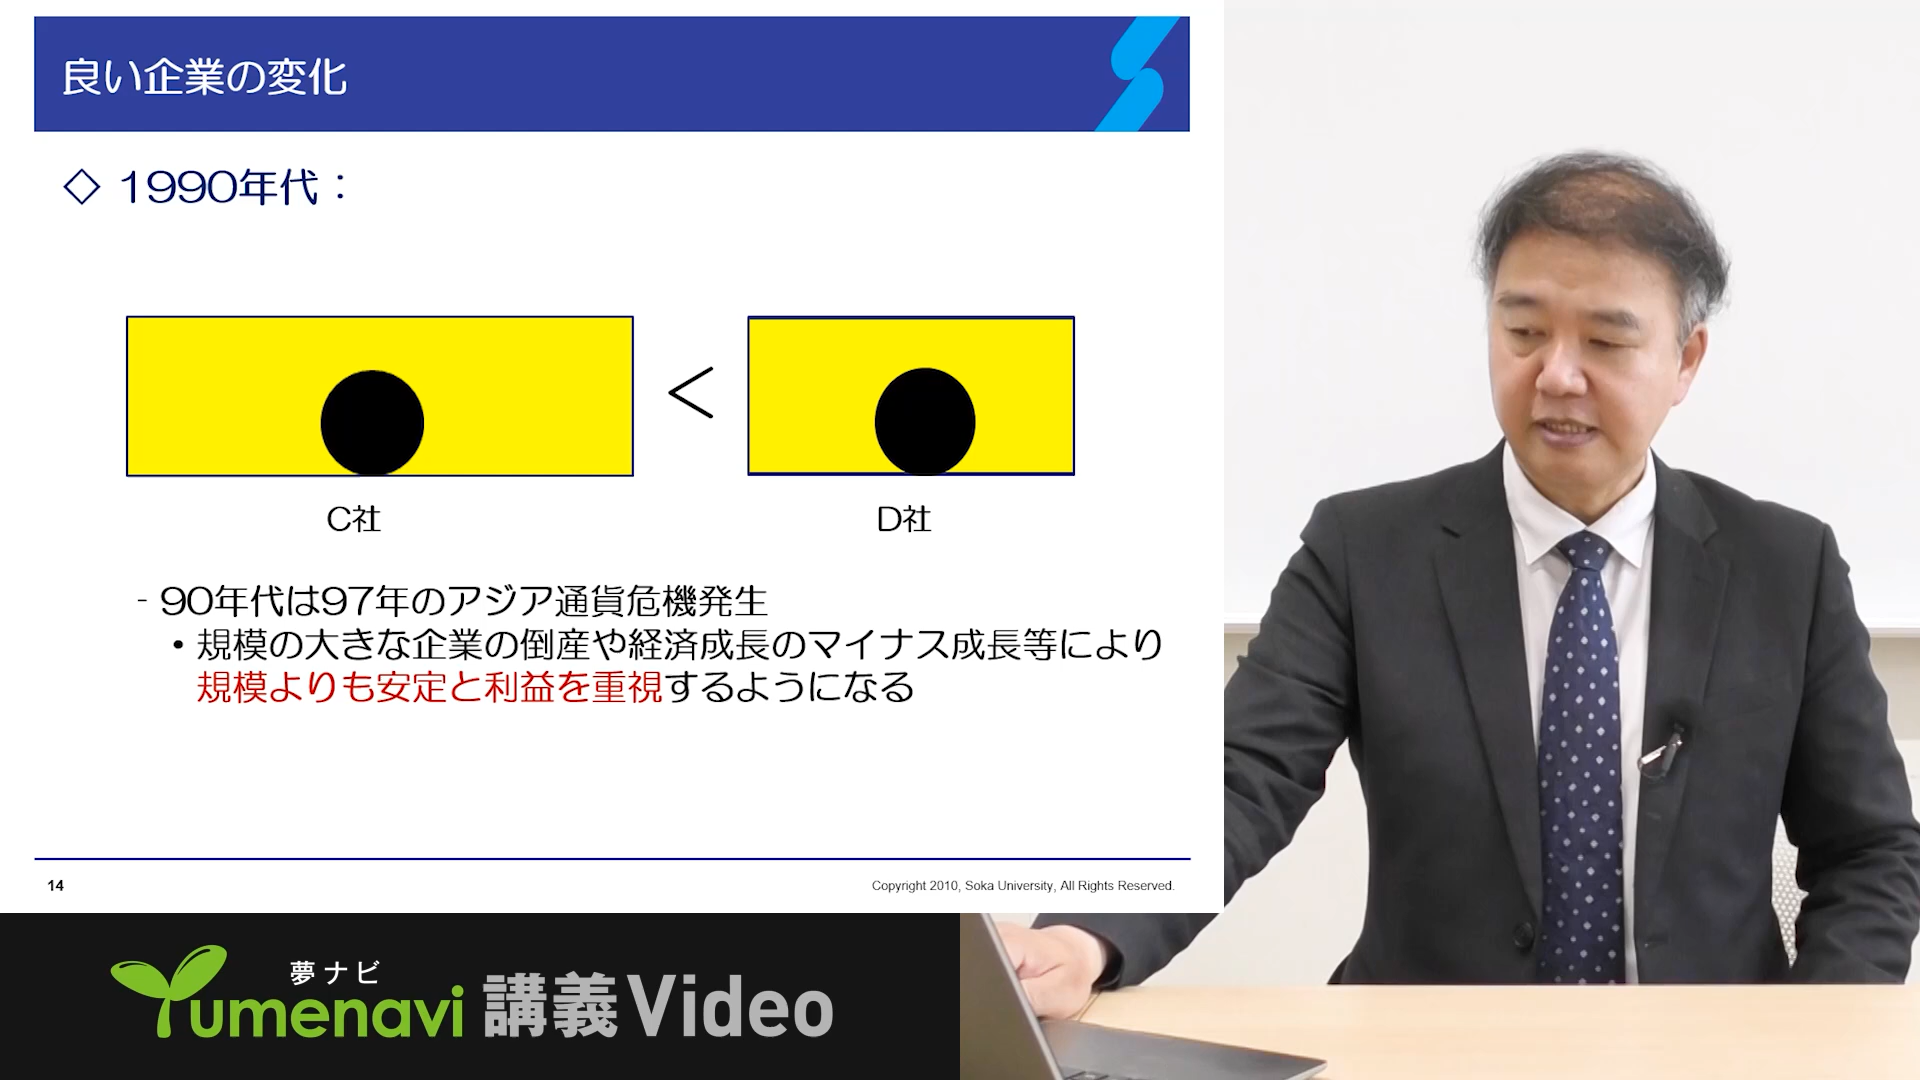 良い企業の変化
◇ 1990年代：
<
C社
D社
- 90年代は97年のアジア通貨危機発生
• 規模の大きな企業の倒産や経済成長のマイナス成長等により
規模よりも安定と利益を重視するようになる
14
Copyright 2010, Soka University, All Rights Reserved.
夢ナビ
Yumenavi 講義Video